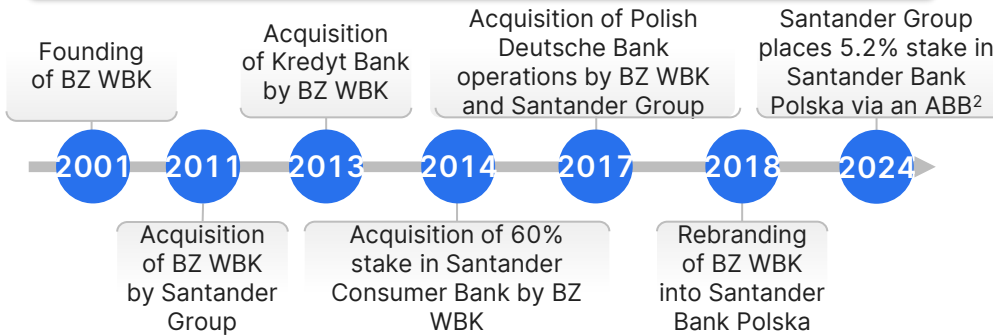 Founding
of BZ WBK
Acquisition
of Kredyt Bank
by BZ WBK
Acquisition of Polish
Deutsche Bank
operations by BZ WBK
and Santander Group
Santander Group
places 5.2% stake in
Santander Bank
Polska via an ABB²
2001
2011
2013
2014
2017
2018
2024
Acquisition
of BZ WBK
by Santander
Group
Acquisition of 60%
stake in Santander
Consumer Bank by BZ
WBK
Rebranding
of BZ WBK
into Santander
Bank Polska